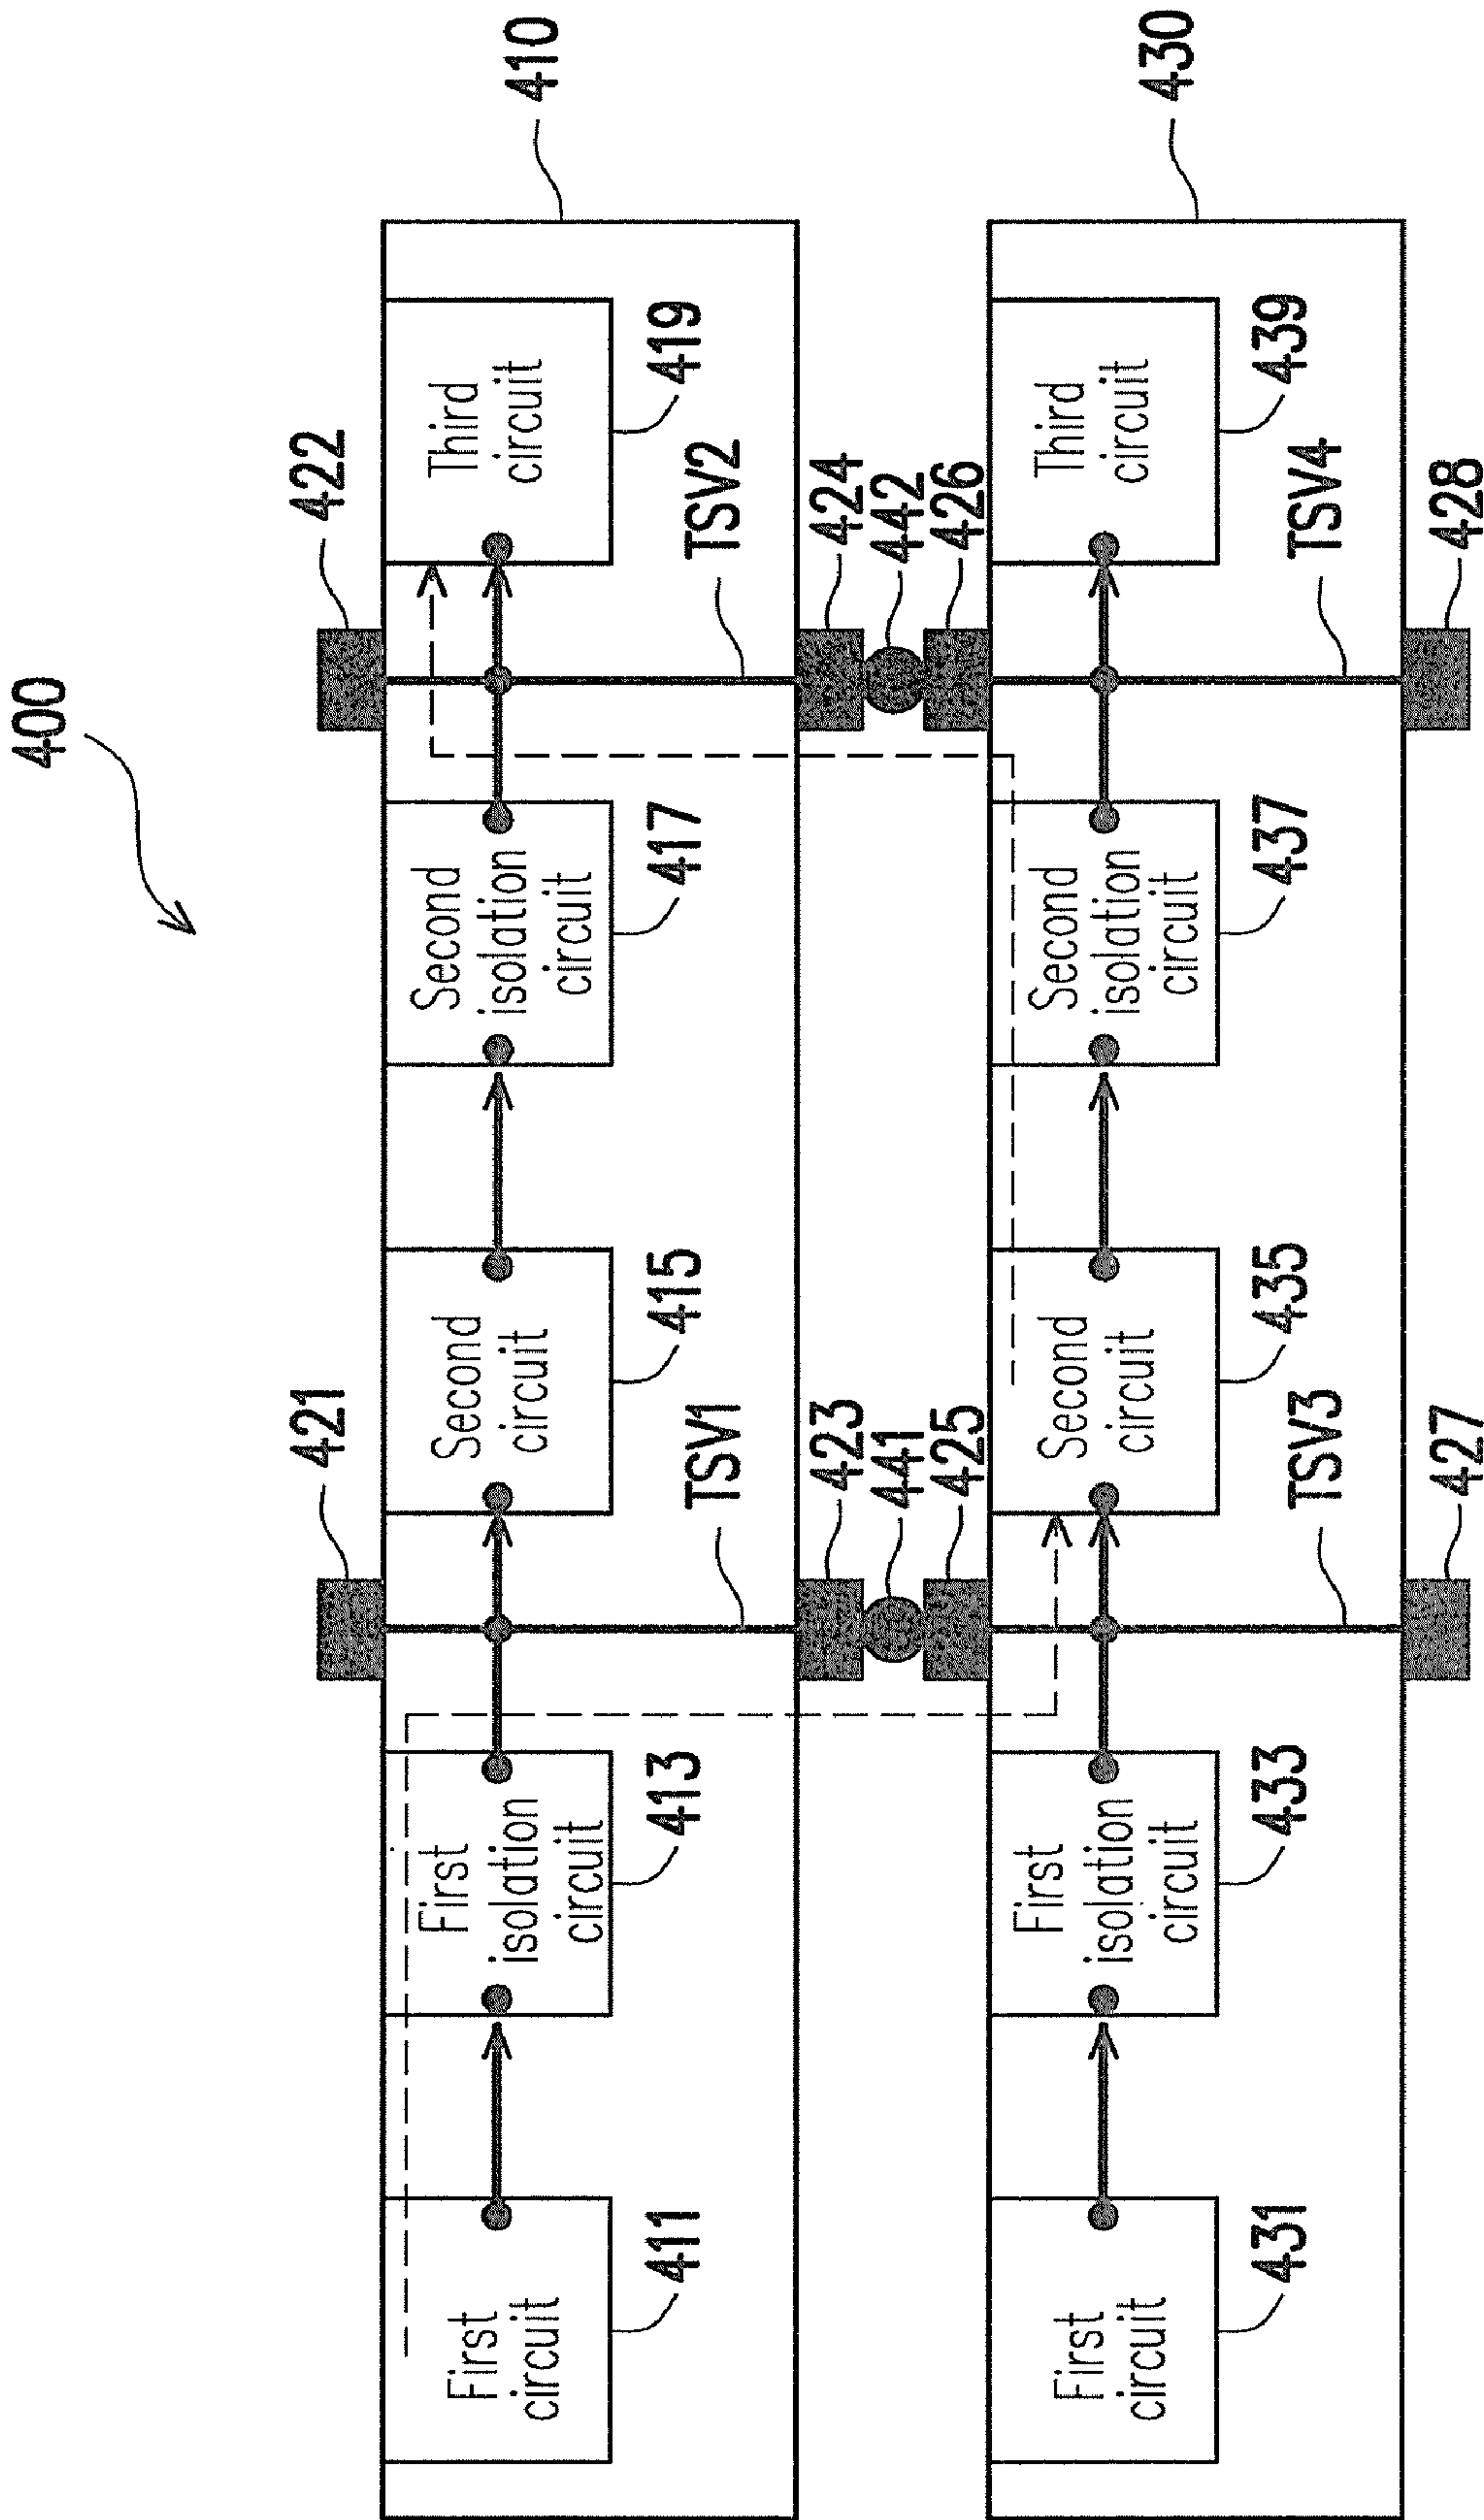 400
421
422
410
First
circuit
411
First
isolation
circuit
413
Second
circuit
415
Second
isolation
circuit
417
Third
circuit
419
TSV1
TSV2
423
441
425
424
442
426
430
First
circuit
431
First
isolation
circuit
433
Second
circuit
435
Second
isolation
circuit
437
Third
circuit
439
TSV3
TSV4
427
428